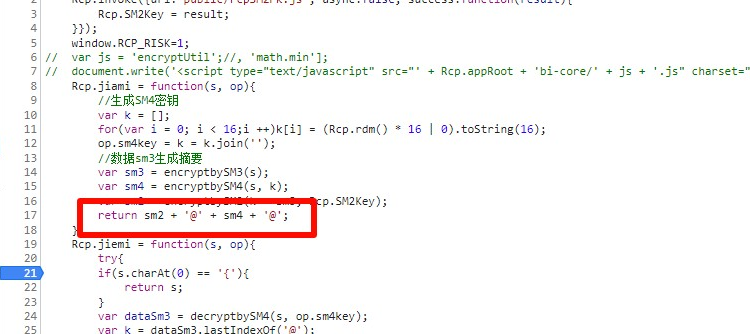 2 Rcp.invoke({url:'public/rcpSM2Pk.js', async:false, success:function(result){
3 Rcp.SM2Key = result;
4 }});
5 window.RCP_RISK=1;
6 // var js = 'encryptUtil';//, 'math.min'];
7 // document.write('<script type="text/javascript" src="' + Rcp.appRoot + 'bi-core/' + js + '.js" charset="
8 Rcp.jiami = function(s, op){
9 //生成SM4密钥
10 var k = [];
11 for(var i = 0; i < 16;i ++)k[i] = (Rcp.rdm() * 16 | 0).toString(16);
12 op.sm4key = k = k.join('');
13 //数据sm3生成摘要
14 var sm3 = encryptbySM3(s);
15 var sm4 = encryptbySM4(s, k);
16 Rcp.SM2Key);
17 return sm2 + '@' + sm4 + '@';
18 }
19 Rcp.jiemi = function(s, op){
20 try{
21 if(s.charAt(0) == '{'){
22 return s;
23 }
24 var dataSm3 = decryptbySM4(s, op.sm4key);
var k = dataSm3.lastIndexOf('@');